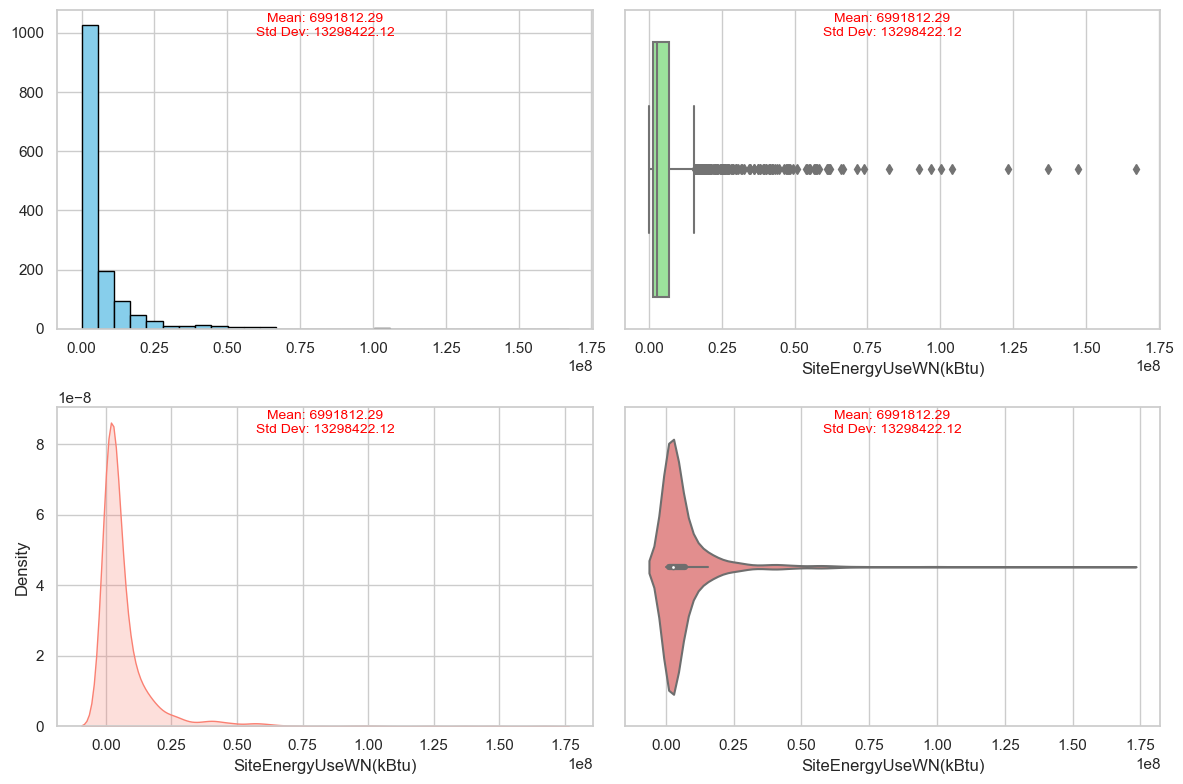 Mean: 6991812.29
Std Dev: 13298422.12
1000
800
600
400
200
0
0.00 0.25 0.50 0.75 1.00 1.25 1.50 1.75
1e8
Mean: 6991812.29
Std Dev: 13298422.12
0.00 0.25 0.50 0.75 1.00 1.25 1.50 1.75
SiteEnergyUseWN(kBtu)
1e8
1e−8
Mean: 6991812.29
Std Dev: 13298422.12
8
6
4
2
0
Density
0.00 0.25 0.50 0.75 1.00 1.25 1.50 1.75
SiteEnergyUseWN(kBtu)
1e8
Mean: 6991812.29
Std Dev: 13298422.12
0.00 0.25 0.50 0.75 1.00 1.25 1.50 1.75
SiteEnergyUseWN(kBtu)
1e8